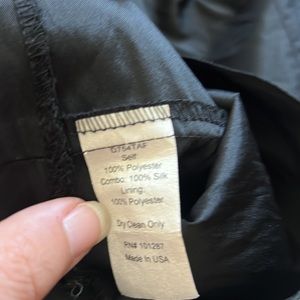 G754TAF
Self:
100% Polyester
Combo: 100% Silk
Lining:
100% Polyester
Dry Clean Only
RN# 101287
Made In USA